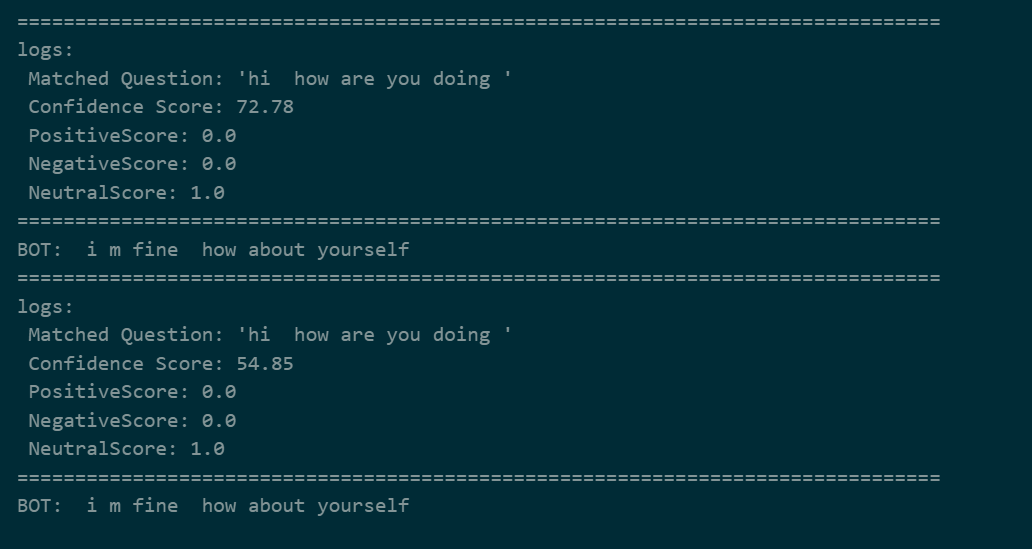 ================================================================================
logs:
 Matched Question: 'hi  how are you doing '
 Confidence Score: 72.78
 PositiveScore: 0.0
 NegativeScore: 0.0
 NeutralScore: 1.0
================================================================================
BOT:  i m fine  how about yourself
================================================================================
logs:
 Matched Question: 'hi  how are you doing '
 Confidence Score: 54.85
 PositiveScore: 0.0
 NegativeScore: 0.0
 NeutralScore: 1.0
================================================================================
BOT:  i m fine  how about yourself